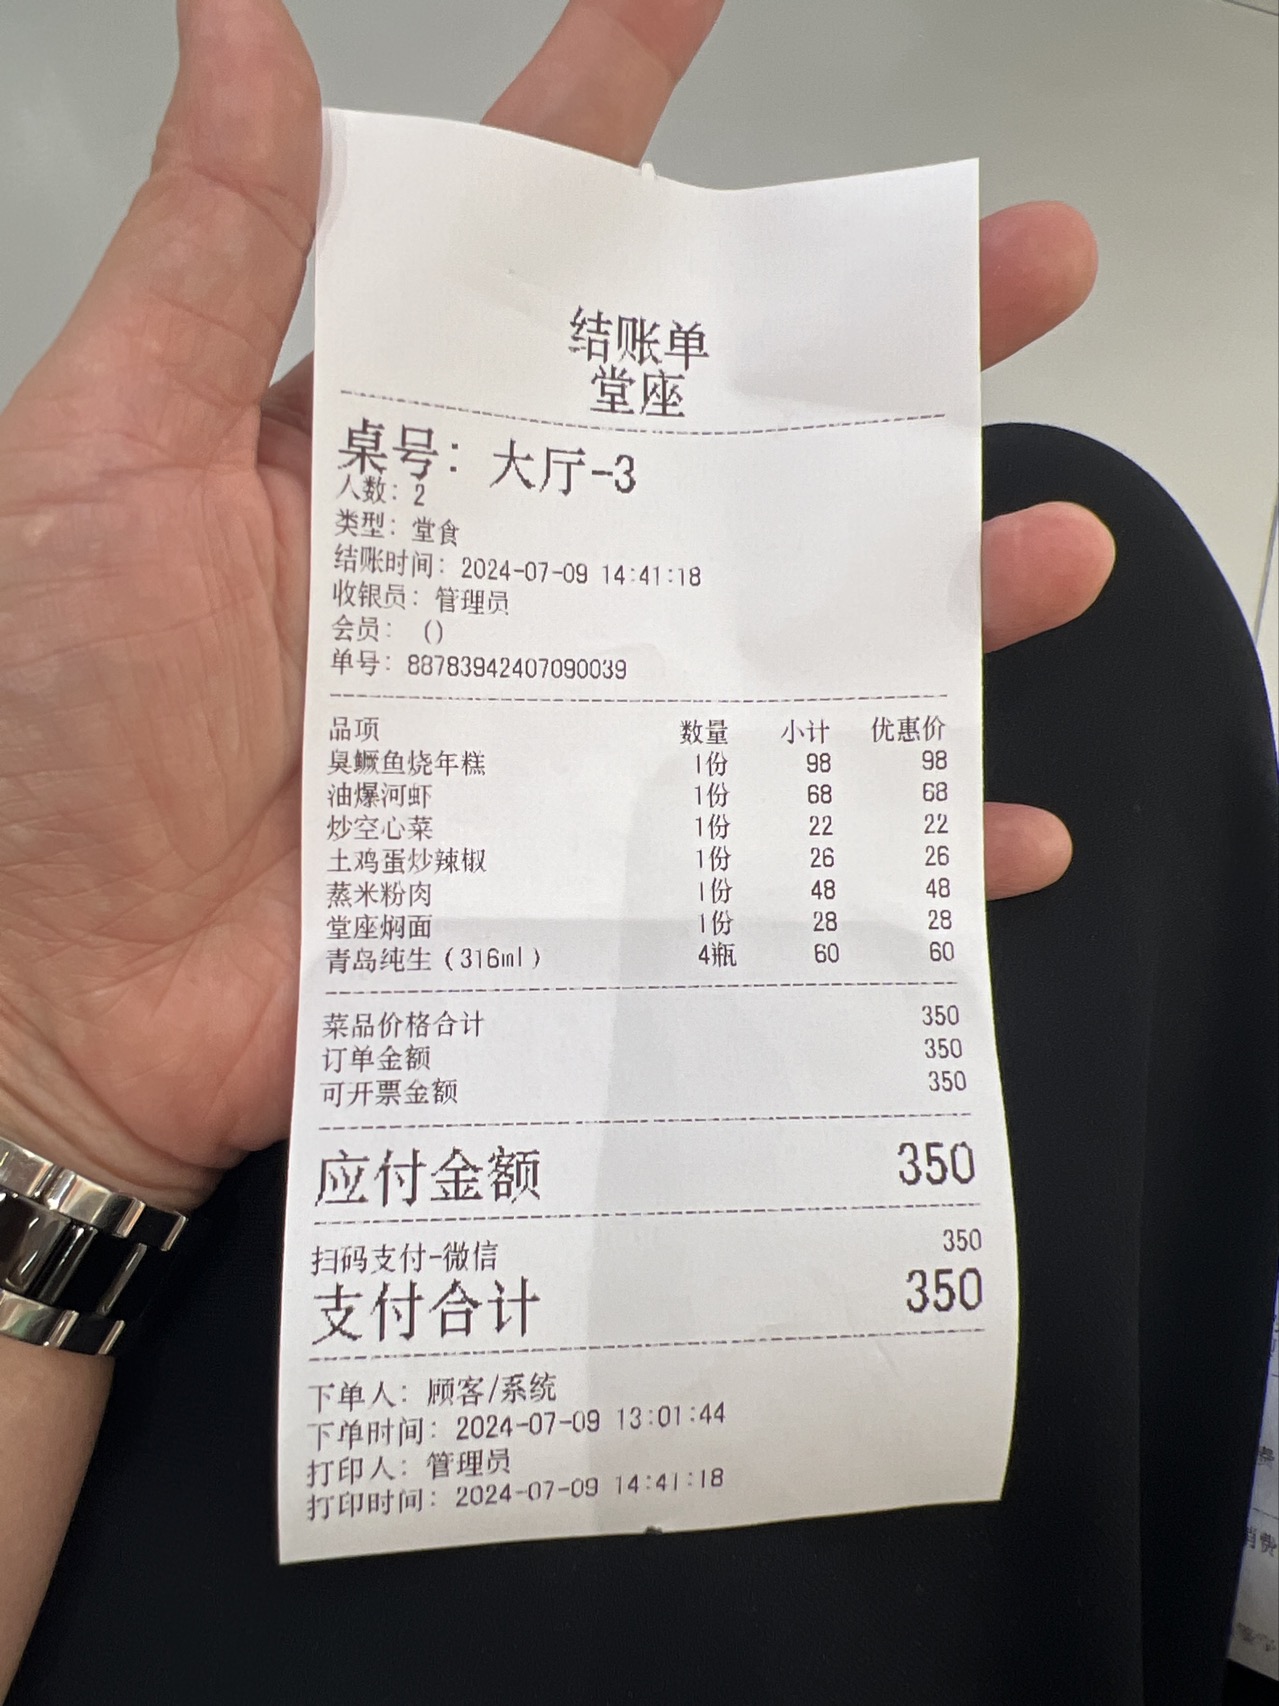 结账单
堂座
桌号：大厅-3
人数：2
类型：堂食
结账时间：2024-07-09 14:41:18
收银员：管理员
会员： ()
单号：88783942407090039
品项 数量 小计 优惠价
臭鳜鱼烧年糕 1份 98 98
油爆河虾 1份 68 68
炒空心菜 1份 22 22
土鸡蛋炒辣椒 1份 26 26
蒸米粉肉 1份 48 48
堂座焖面 1份 28 28
青岛纯生（316ml） 4瓶 60 60
菜品价格合计 350
订单金额 350
可开票金额 350
应付金额 350
扫码支付-微信 350
支付合计 350
下单人：顾客/系统
下单时间：2024-07-09 13:01:44
打印人：管理员
打印时间：2024-07-09 14:41:18